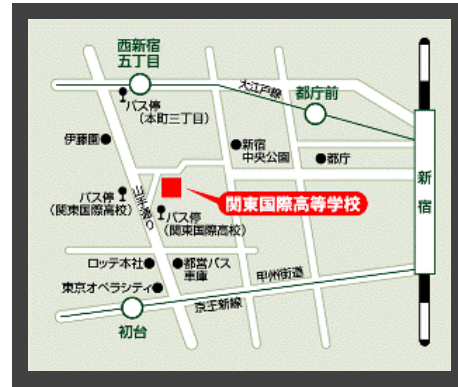 西新宿
五丁目
大江戸線
都庁前
バス停
(本町三丁目)
伊藤園
新宿
中央公園
都庁
新
宿
バス停
(関東国際高校)
関東国際高等学校
バス停
(関東国際高校)
ロッテ本社
都営バス
車庫
甲州街道
東京オペラシティ
京王新線
初台